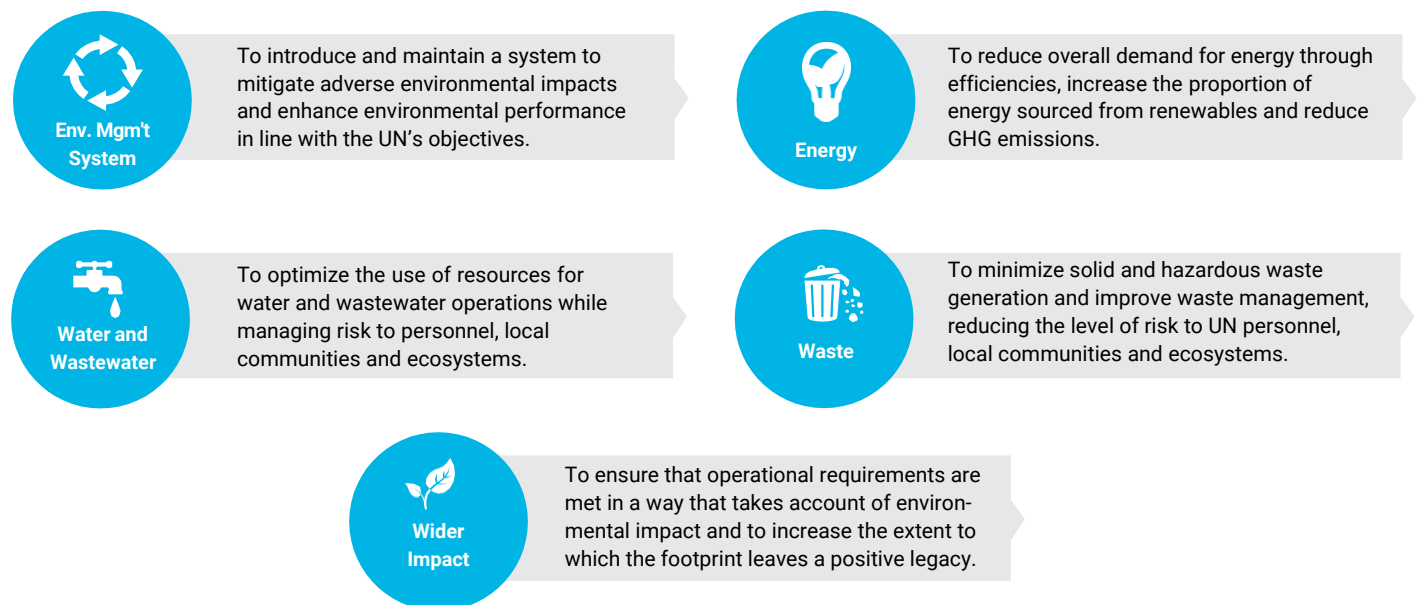 Env. Mgm't
System
To introduce and maintain a system to
mitigate adverse environmental impacts
and enhance environmental performance
in line with the UN's objectives.
Energy
To reduce overall demand for energy through
efficiencies, increase the proportion of
energy sourced from renewables and reduce
GHG emissions.
Water and
Wastewater
To optimize the use of resources for
water and wastewater operations while
managing risk to personnel, local
communities and ecosystems.
Waste
To minimize solid and hazardous waste
generation and improve waste management,
reducing the level of risk to UN personnel,
local communities and ecosystems.
Wider
Impact
To ensure that operational requirements are
met in a way that takes account of environ-
mental impact and to increase the extent to
which the footprint leaves a positive legacy.